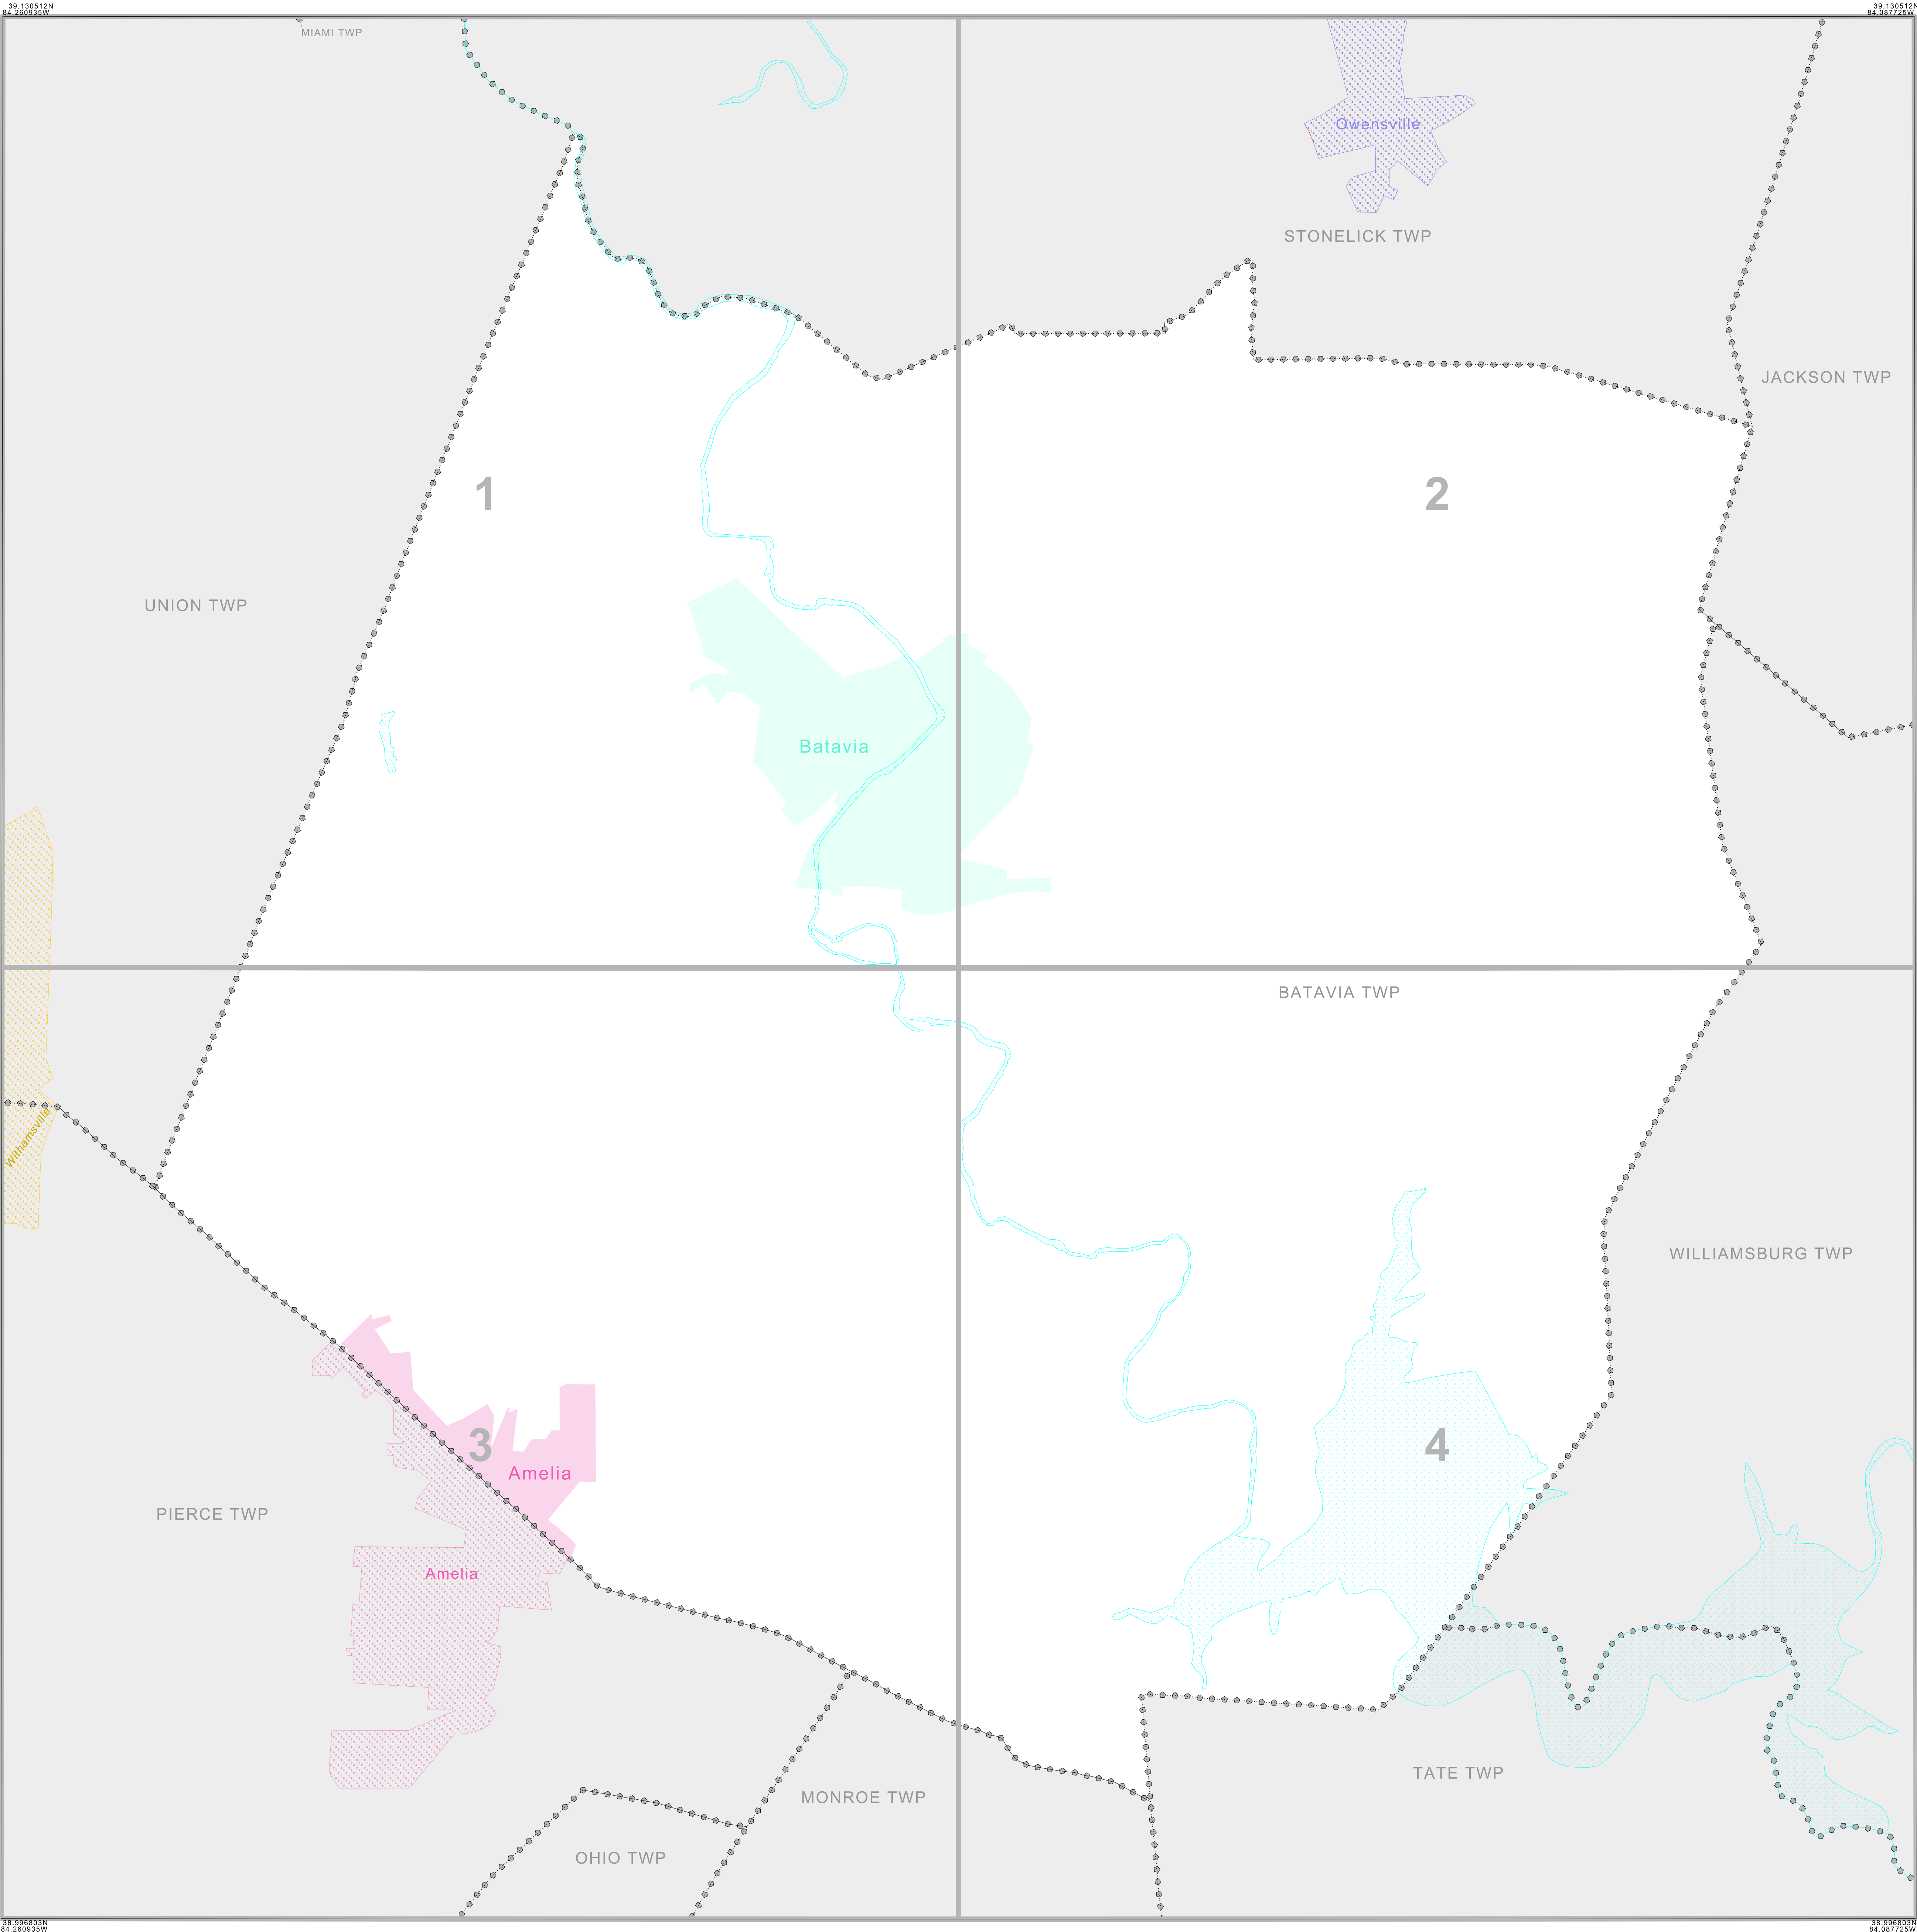 39.130512N
84.260935W
39.130512N
84.087725W
MIAMI TWP
Owensville
STONELICK TWP
JACKSON TWP
1
2
UNION TWP
Batavia
BATAVIA TWP
Withamsville
WILLIAMSBURG TWP
3
4
Amelia
PIERCE TWP
Amelia
TATE TWP
MONROE TWP
OHIO TWP
38.996803N
84.260935W
38.996803N
84.087725W